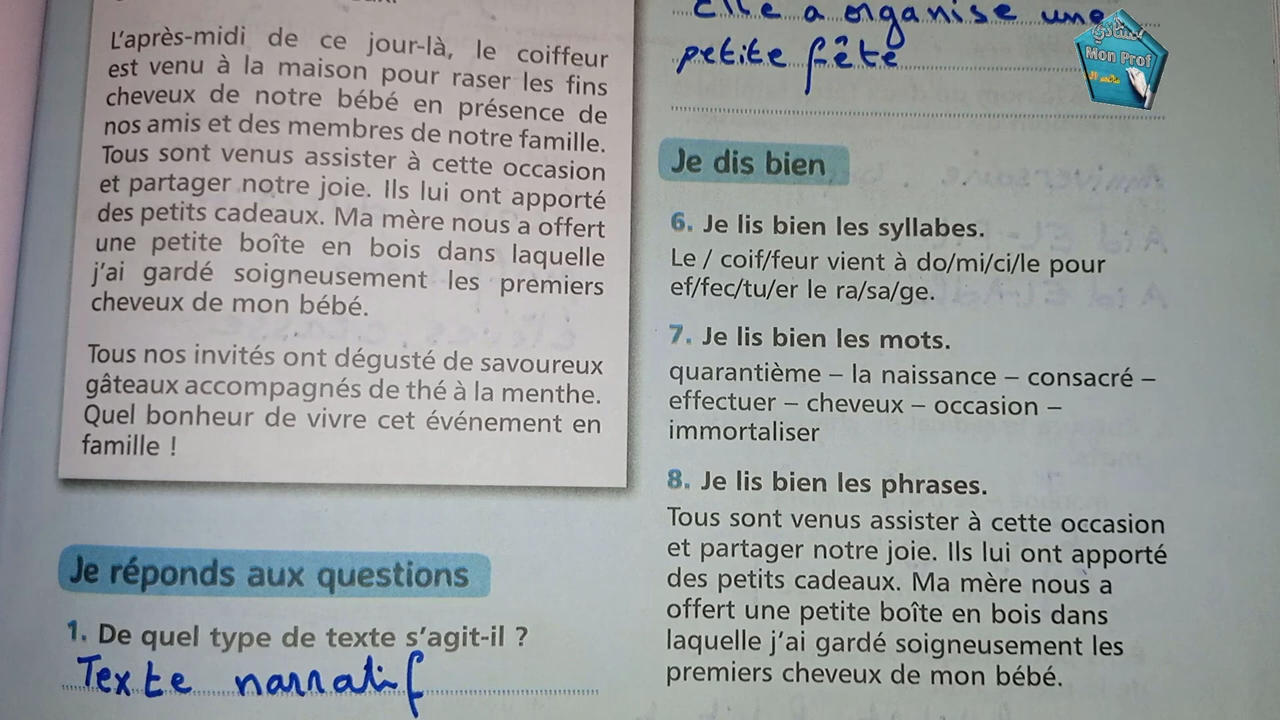 L'après-midi de ce jour-là, le coiffeur
est venu à la maison pour raser les fins
cheveux de notre bébé en présence de
nos amis et des membres de notre famille.
Tous sont venus assister à cette occasion
et partager notre joie. Ils lui ont apporté
des petits cadeaux. Ma mère nous a offert
une petite boîte en bois dans laquelle
j'ai gardé soigneusement les premiers
cheveux de mon bébé.
Tous nos invités ont dégusté de savoureux
gâteaux accompagnés de thé à la menthe.
Quel bonheur de vivre cet événement en
famille !
Je réponds aux questions
1. De quel type de texte s'agit-il ?
Texte narratif
Elle a organise une
petite fête
أستاذي
Mon Prof
Je dis bien
6. Je lis bien les syllabes.
Le / coif/feur vient à do/mi/ci/le pour
ef/fec/tu/er le ra/sa/ge.
7. Je lis bien les mots.
quarantième – la naissance – consacré –
effectuer – cheveux – occasion –
immortaliser
8. Je lis bien les phrases.
Tous sont venus assister à cette occasion
et partager notre joie. Ils lui ont apporté
des petits cadeaux. Ma mère nous a
offert une petite boîte en bois dans
laquelle j'ai gardé soigneusement les
premiers cheveux de mon bébé.